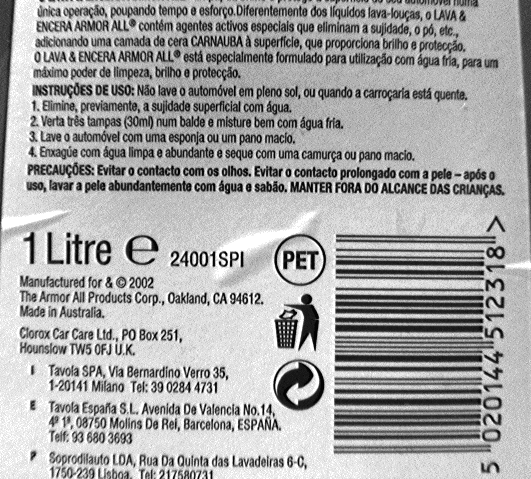 única operação, poupando tempo e esforço.Diferentemente dos líquidos lava-louças, o LAVA &
ENCERA ARMOR ALL® contém agentes activos especiais que eliminam a sujidade, o pó, etc.,
adicionando uma camada de cera CARNAUBA à superfície, que proporciona brilho e protecção.
O LAVA & ENCERA ARMOR ALL® está especialmente formulado para utilização com água fria, para um
máximo poder de limpeza, brilho e protecção.
INSTRUÇÕES DE USO: Não lave o automóvel em pleno sol, ou quando a carroçaria está quente.
1. Elimine, previamente, a sujidade superficial com água.
2. Verta três tampas (30ml) num balde e misture bem com água fria.
3. Lave o automóvel com uma esponja ou um pano macio.
4. Enxagúe com água limpa e abundante e seque com uma camurça ou pano macio.
PRECAUÇÕES: Evitar o contacto com os olhos. Evitar o contacto prolongado com a pele – após o
uso, lavar a pele abundantemente com água e sabão. MANTER FORA DO ALCANCE DAS CRIANÇAS.
1 Litre e 24001SPI PET
Manufactured for & © 2002
The Armor All Products Corp., Oakland, CA 94612.
Made in Australia.
Clorox Car Care Ltd., PO Box 251,
Hounslow TW5 0FJ U.K.
I Tavola SPA, Via Bernardino Verro 35,
1-20141 Milano Tel: 39 0284 4731
E Tavola España S.L. Avenida De Valencia No.14,
4º 1ª, 08750 Molins De Rei, Barcelona, ESPAÑA.
Telf: 93 680 3693
P Soprodilauto LDA, Rua Da Quinta das Lavadeiras 6-C,
1750-239 Lisboa. Tel: 217580731
5 020144 512318 >